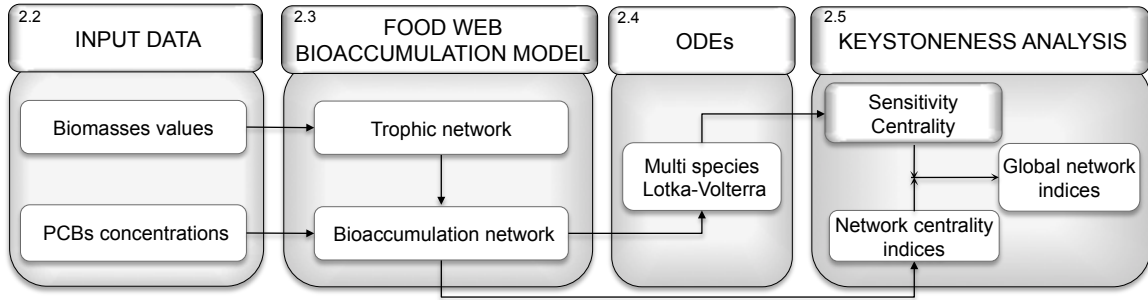 2.2
INPUT DATA
Biomasses values
PCBs concentrations
2.3
FOOD WEB
BIOACCUMULATION MODEL
Trophic network
Bioaccumulation network
2.4
ODEs
Multi species
Lotka-Volterra
2.5
KEYSTONENESS ANALYSIS
Sensitivity
Centrality
Global network
indices
Network centrality
indices